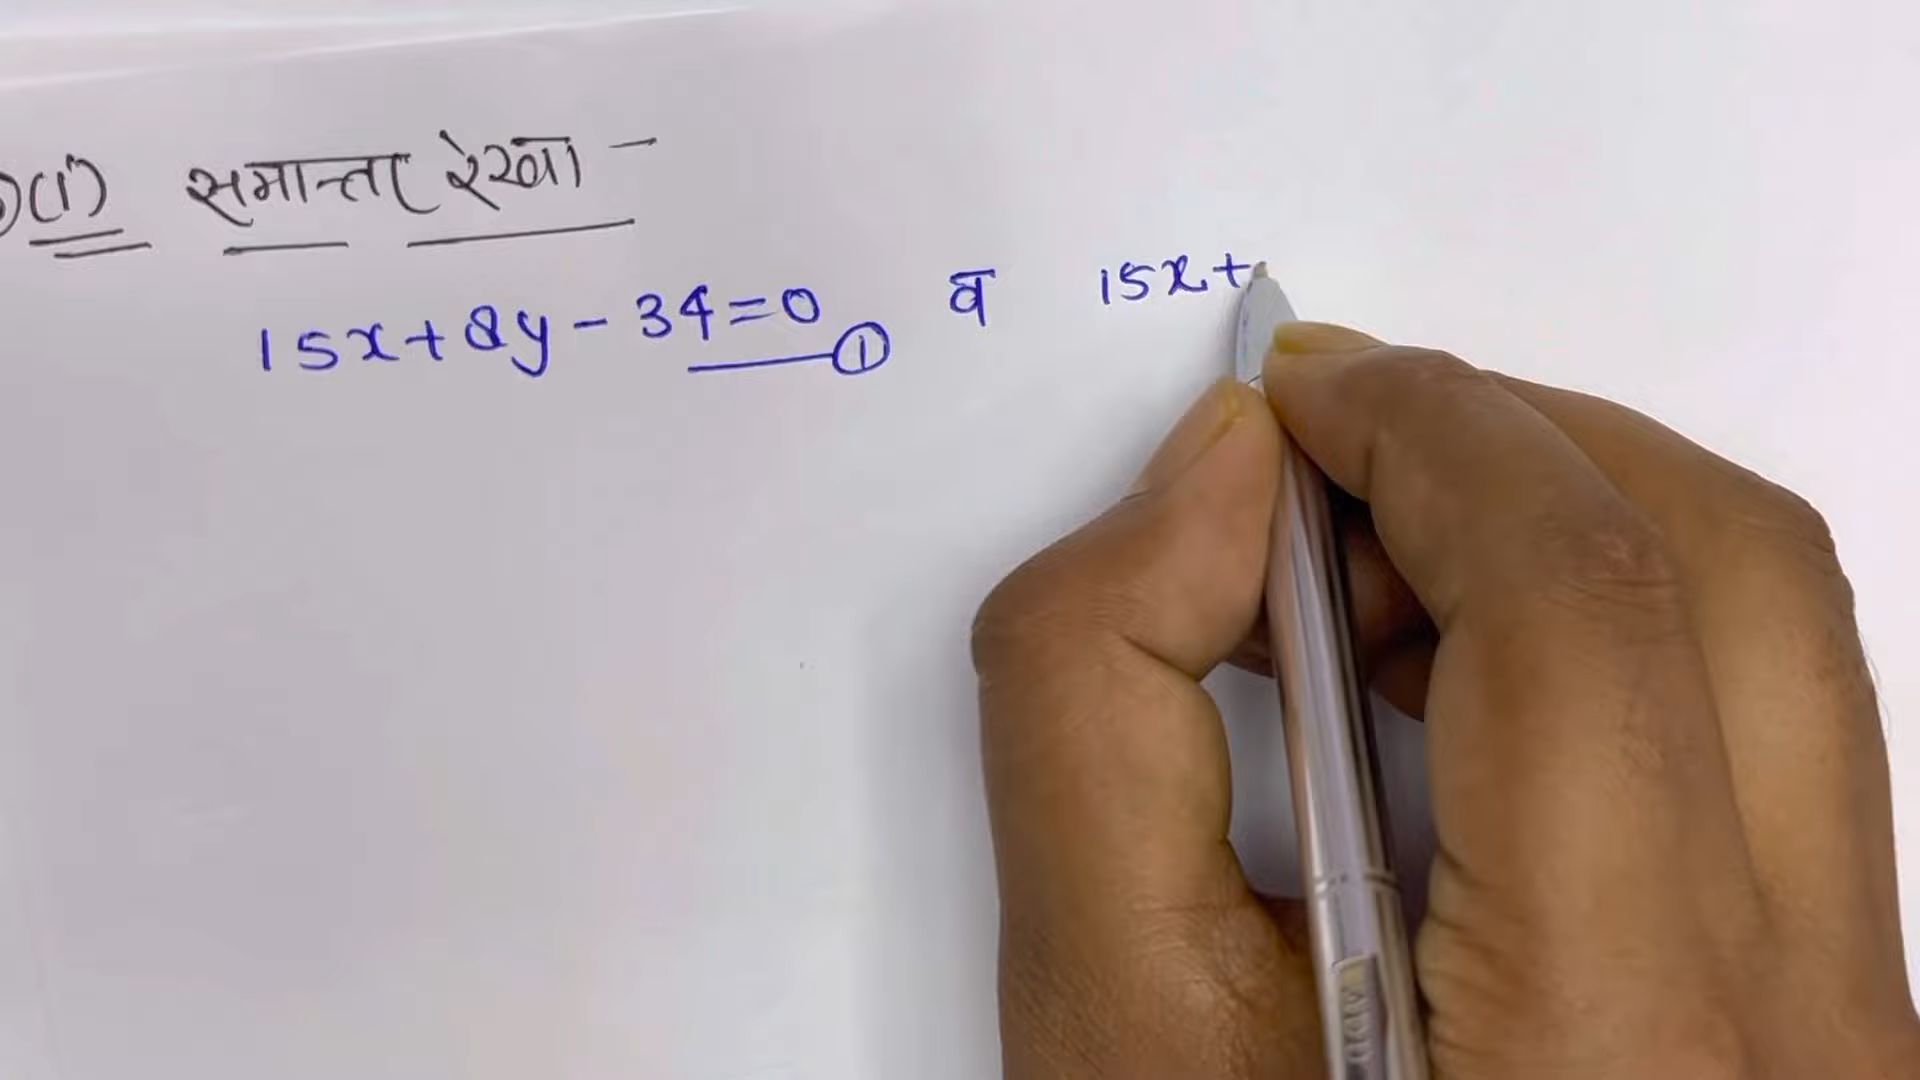 (i) समान्तर रेखा -
15x+8y-34=0 ① व 15x+